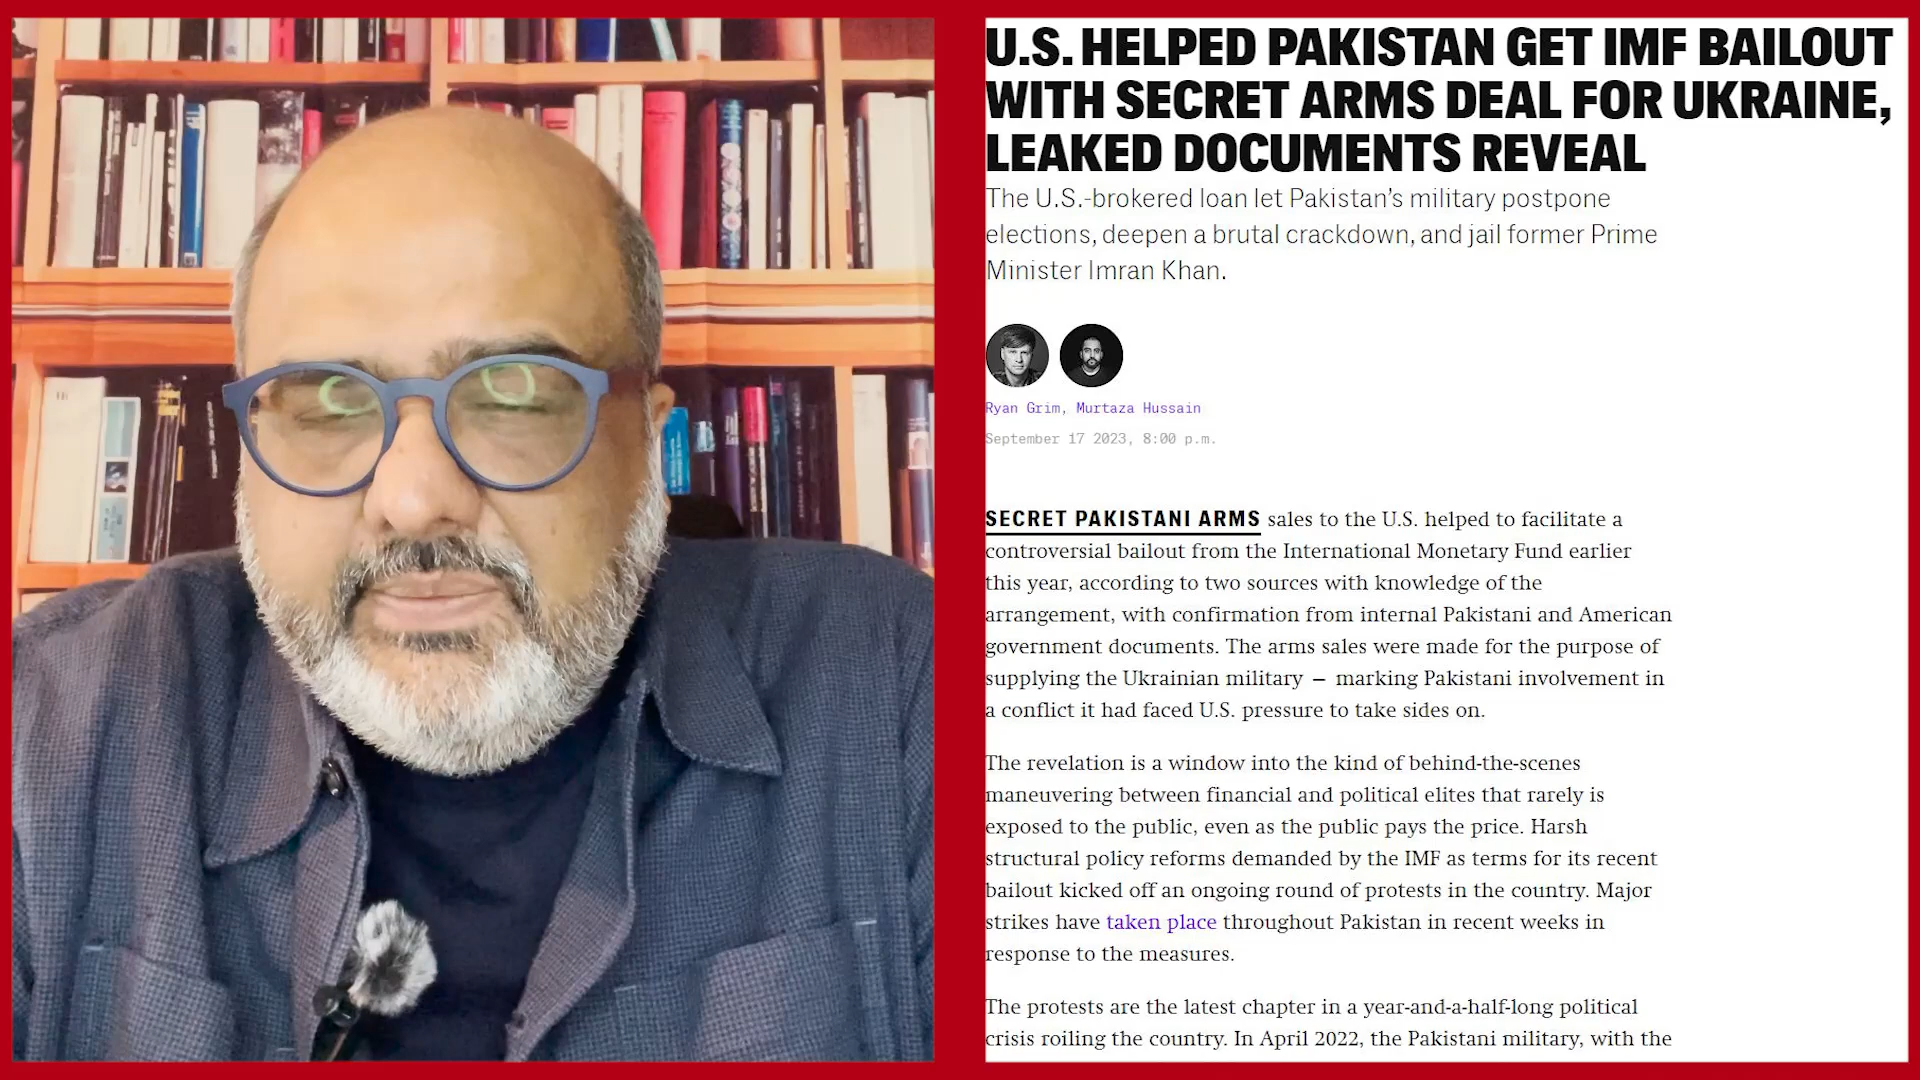 U.S. HELPED PAKISTAN GET IMF BAILOUT
WITH SECRET ARMS DEAL FOR UKRAINE,
LEAKED DOCUMENTS REVEAL
The U.S.-brokered loan let Pakistan’s military postpone
elections, deepen a brutal crackdown, and jail former Prime
Minister Imran Khan.
Ryan Grim, Murtaza Hussain
September 17 2023, 8:00 p.m.
SECRET PAKISTANI ARMS sales to the U.S. helped to facilitate a
controversial bailout from the International Monetary Fund earlier
this year, according to two sources with knowledge of the
arrangement, with confirmation from internal Pakistani and American
government documents. The arms sales were made for the purpose of
supplying the Ukrainian military — marking Pakistani involvement in
a conflict it had faced U.S. pressure to take sides on.
The revelation is a window into the kind of behind-the-scenes
maneuvering between financial and political elites that rarely is
exposed to the public, even as the public pays the price. Harsh
structural policy reforms demanded by the IMF as terms for its recent
bailout kicked off an ongoing round of protests in the country. Major
strikes have taken place throughout Pakistan in recent weeks in
response to the measures.
The protests are the latest chapter in a year-and-a-half-long political
crisis roiling the country. In April 2022, the Pakistani military, with the